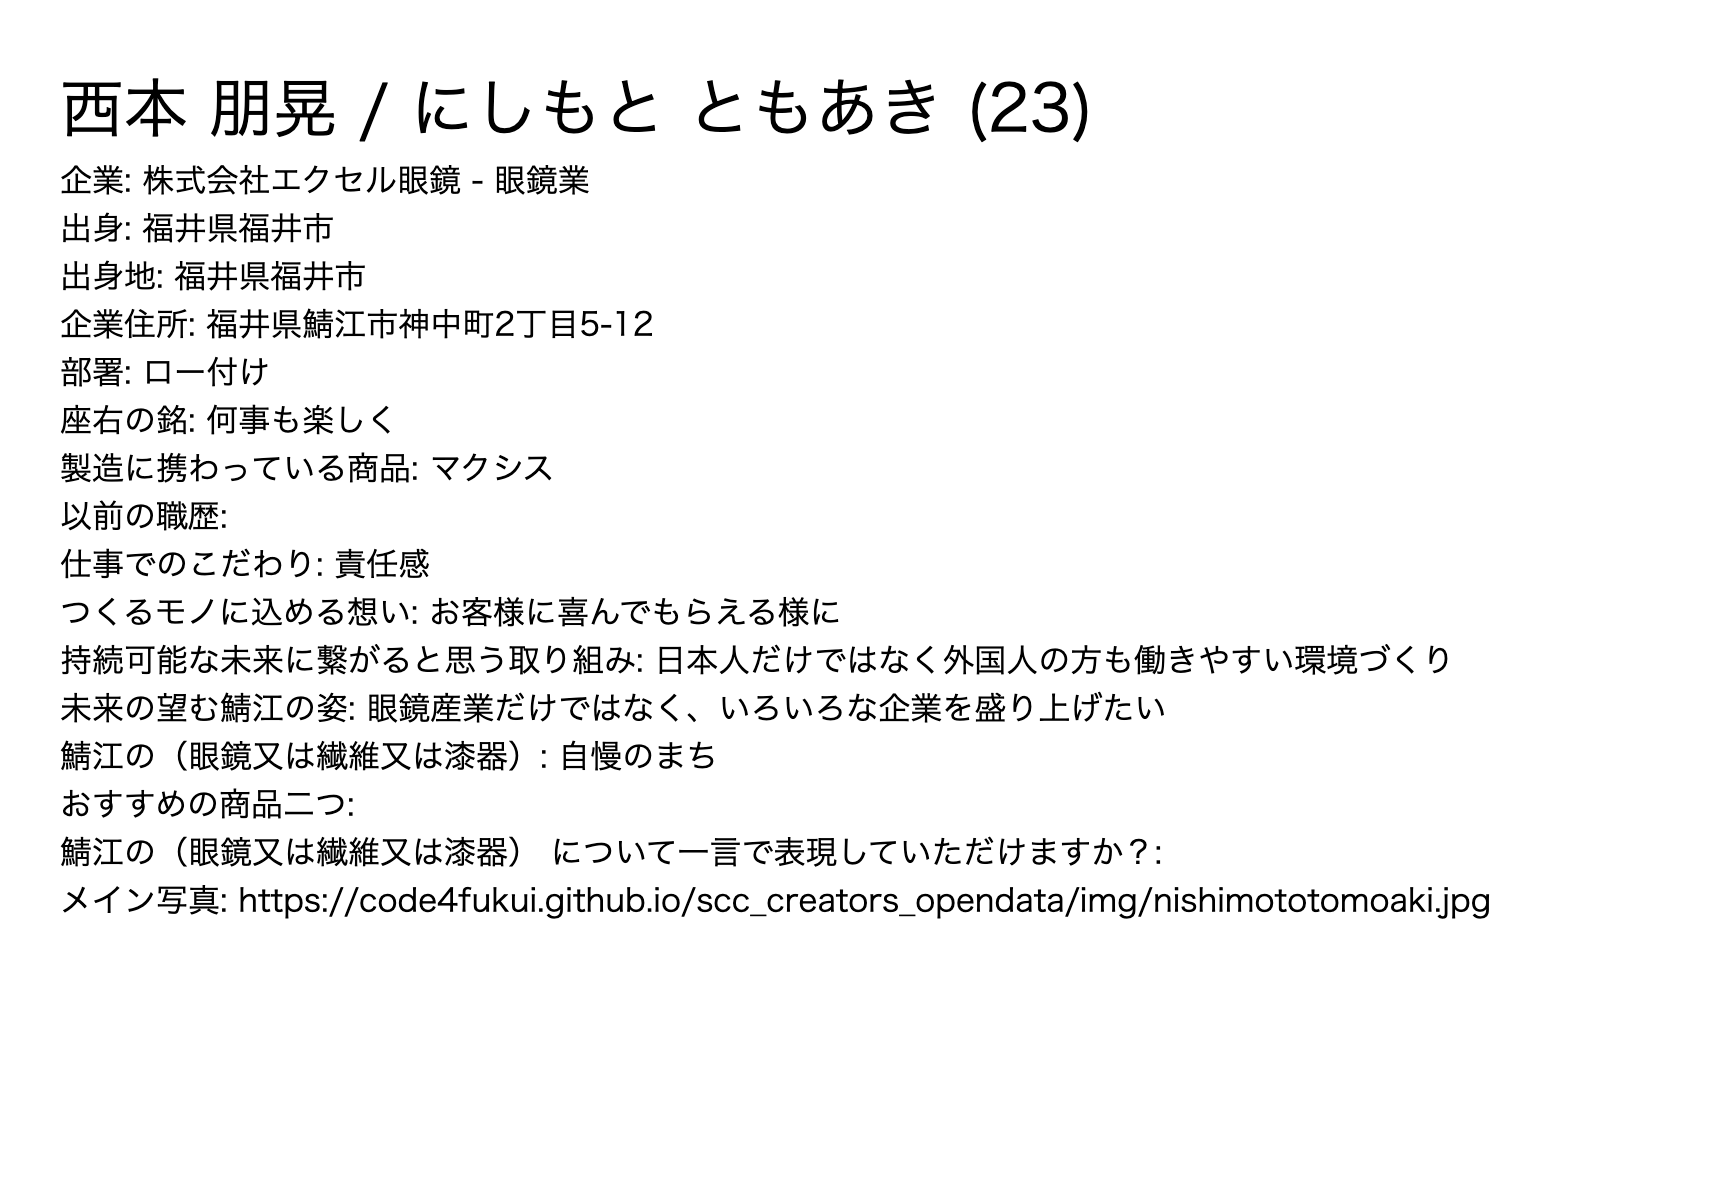 西本 朋晃 / にしもと ともあき (23)
企業: 株式会社エクセル眼鏡 - 眼鏡業
出身: 福井県福井市
出身地: 福井県福井市
企業住所: 福井県鯖江市神中町2丁目5-12
部署: ロー付け
座右の銘: 何事も楽しく
製造に携わっている商品: マクシス
以前の職歴:
仕事でのこだわり: 責任感
つくるモノに込める想い: お客様に喜んでもらえる様に
持続可能な未来に繋がると思う取り組み: 日本人だけではなく外国人の方も働きやすい環境づくり
未来の望む鯖江の姿: 眼鏡産業だけではなく、いろいろな企業を盛り上げたい
鯖江の（眼鏡又は繊維又は漆器）: 自慢のまち
おすすめの商品二つ:
鯖江の（眼鏡又は繊維又は漆器） について一言で表現していただけますか？:
メイン写真: https://code4fukui.github.io/scc_creators_opendata/img/nishimototomoaki.jpg